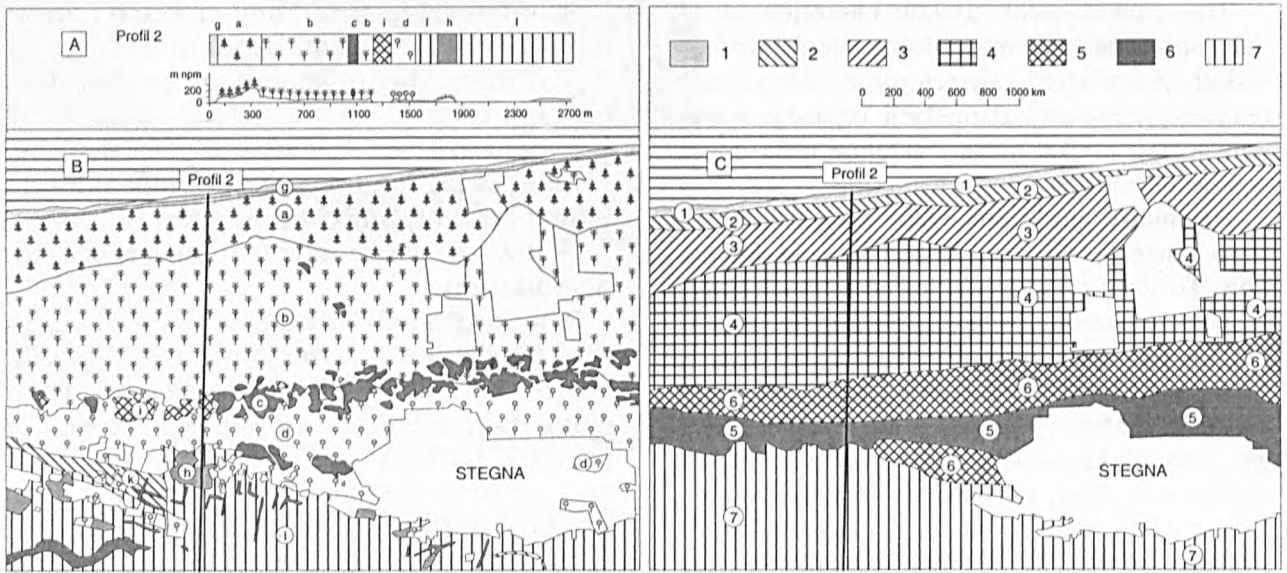 A Profil 2
g a b c d i h l
m npm
200
0
0 300 700 1100 1500 1900 2300 2700 m
1 2 3 4 5 6 7
0 200 400 600 800 1000 km
B
Profil 2
g
a
b
c
i
d
h
k
l
STEGNA
d
C
Profil 2
1
2
1
2
3
3
4
4
4
4
6
6
6
5
5
5
6
STEGNA
7
7